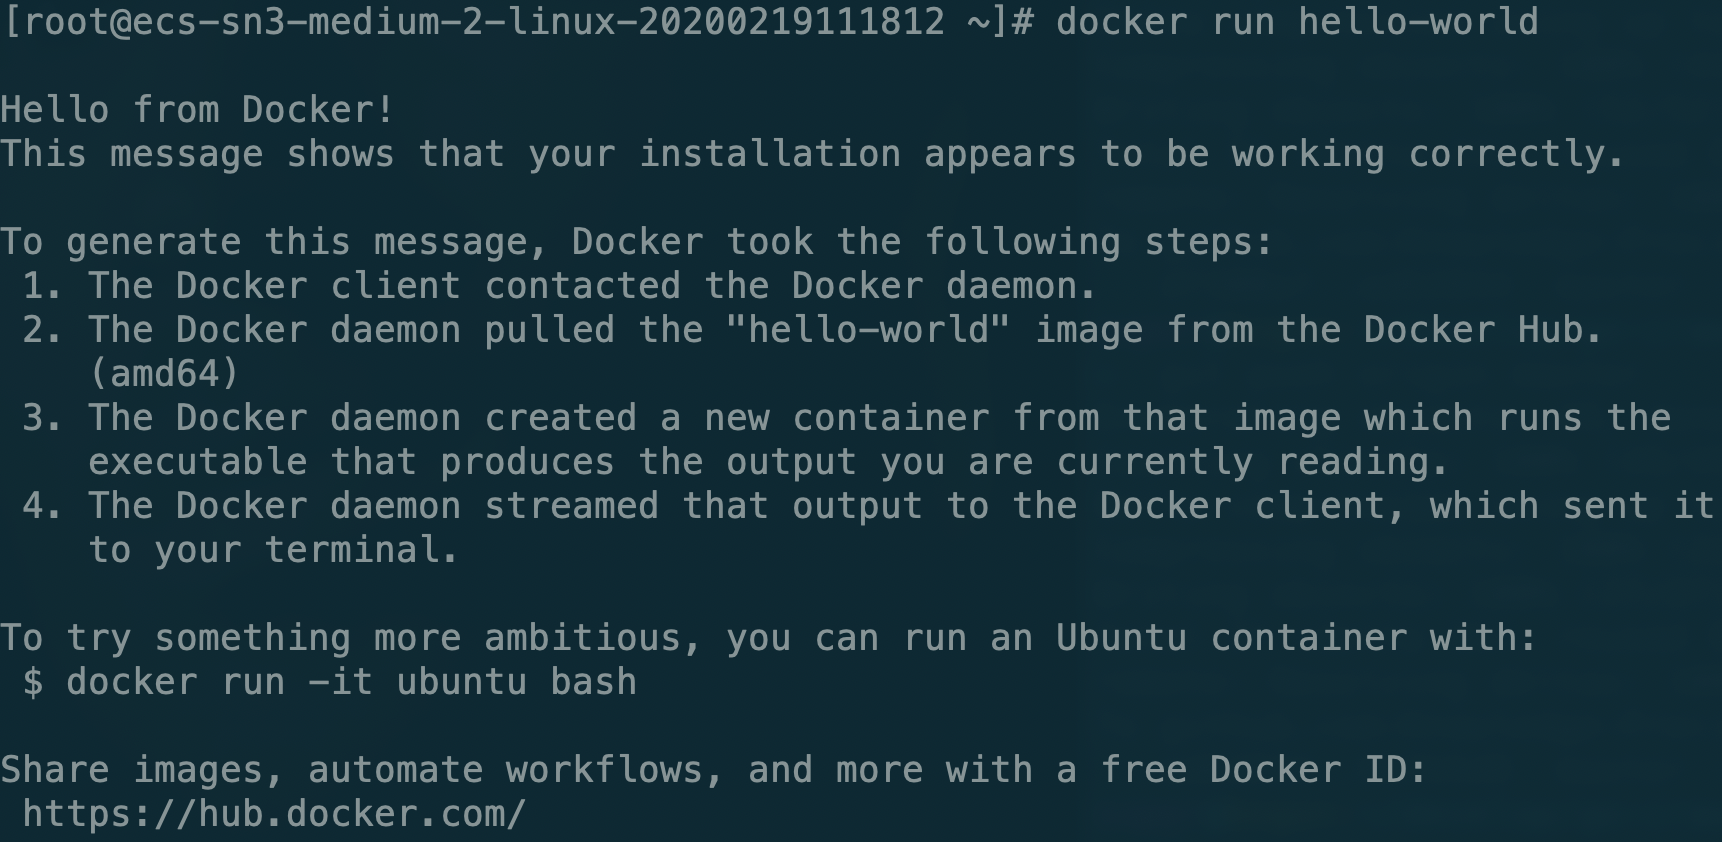 [root@ecs-sn3-medium-2-linux-20200219111812 ~]# docker run hello-world
Hello from Docker!
This message shows that your installation appears to be working correctly.
To generate this message, Docker took the following steps:
1. The Docker client contacted the Docker daemon.
2. The Docker daemon pulled the "hello-world" image from the Docker Hub.
(amd64)
3. The Docker daemon created a new container from that image which runs the
executable that produces the output you are currently reading.
4. The Docker daemon streamed that output to the Docker client, which sent it
to your terminal.
To try something more ambitious, you can run an Ubuntu container with:
$ docker run -it ubuntu bash
Share images, automate workflows, and more with a free Docker ID:
https://hub.docker.com/